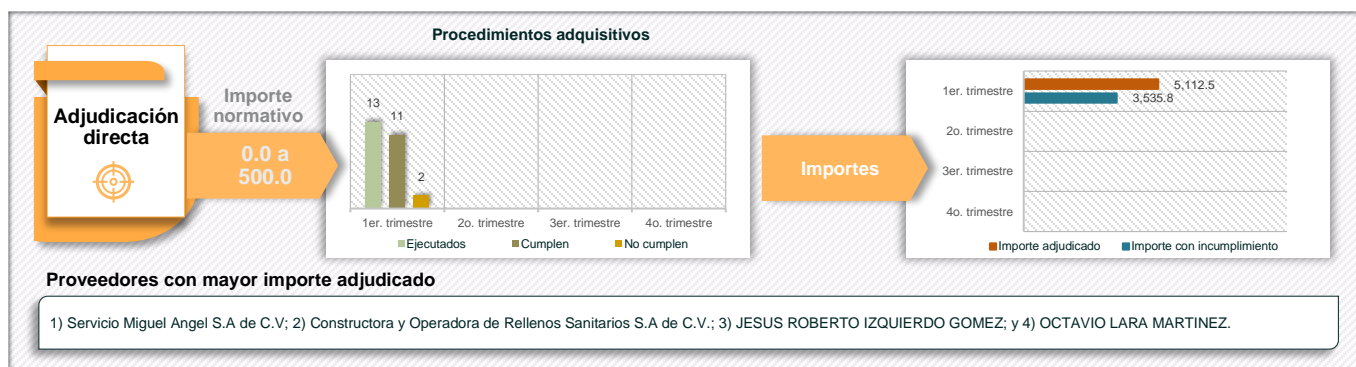 Procedimientos adquisitivos
Adjudicación
directa
Importe
normativo
0.0 a
500.0
13
11
2
1er. trimestre 2o. trimestre 3er. trimestre 4o. trimestre
Ejecutados Cumplen No cumplen
Importes
1er. trimestre
5,112.5
3,535.8
2o. trimestre
3er. trimestre
4o. trimestre
Importe adjudicado Importe con incumplimiento
Proveedores con mayor importe adjudicado
1) Servicio Miguel Angel S.A de C.V; 2) Constructora y Operadora de Rellenos Sanitarios S.A de C.V.; 3) JESUS ROBERTO IZQUIERDO GOMEZ; y 4) OCTAVIO LARA MARTINEZ.